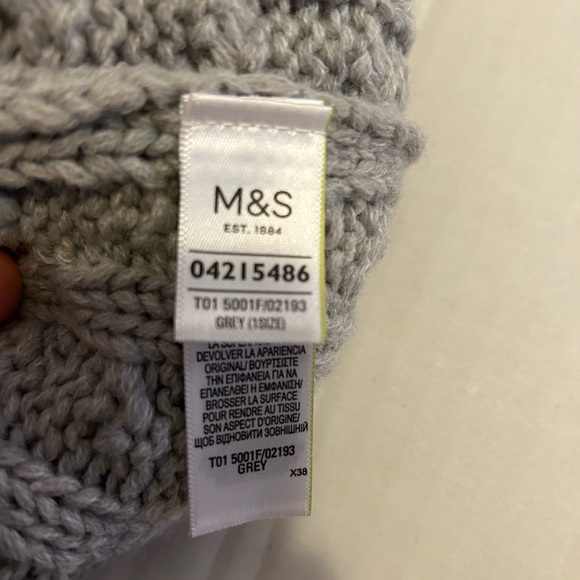 M&S
EST. 1884
04215486
T01 5001F/02193
GREY (1SIZE)
DEVOLVER LA APARIENCIA
ORIGINAL/ ΒΟΥΡΤΣΙΣΤΕ
ΤΗΝ ΕΠΙΦΑΝΕΙΑ ΓΙΑ ΝΑ
ΕΠΑΝΕΛΘΕΙ Η ΕΜΦΑΝΙΣΗ/
BROSSER LA SURFACE
POUR RENDRE AU TISSU
SON ASPECT D'ORIGINE/
ЩОБ ВІДНОВИТИ ЗОВНІШНІЙ
T01 5001F/02193
GREY
X38